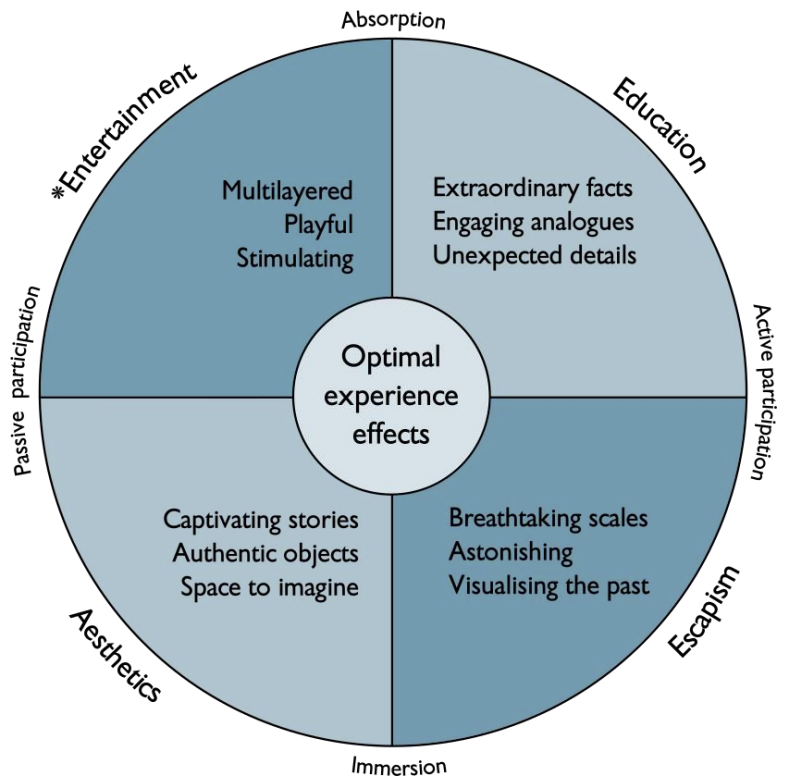 Absorption
*Entertainment
Education
Multilayered
Playful
Stimulating
Extraordinary facts
Engaging analogues
Unexpected details
Passive participation
Optimal
experience
effects
Active participation
Captivating stories
Authentic objects
Space to imagine
Breathtaking scales
Astonishing
Visualising the past
Aesthetics
Escapism
Immersion